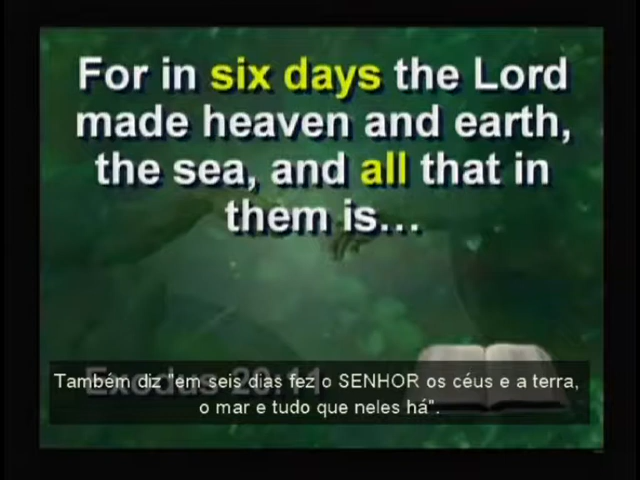 For in six days the Lord
made heaven and earth,
the sea, and all that in
them is...
Exodus 20:11
Também diz "em seis dias fez o SENHOR os céus e a terra,
o mar e tudo que neles há".